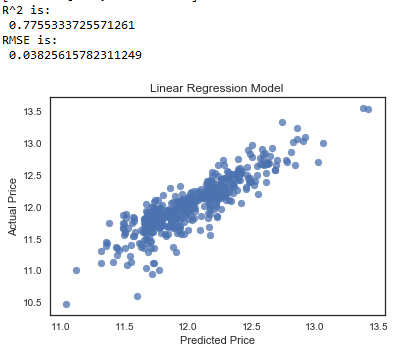 R^2 is:
0.7755333725571261
RMSE is:
0.03825615782311249
Linear Regression Model
13.5
13.0
12.5
12.0
11.5
11.0
10.5
Actual Price
11.0 11.5 12.0 12.5 13.0 13.5
Predicted Price